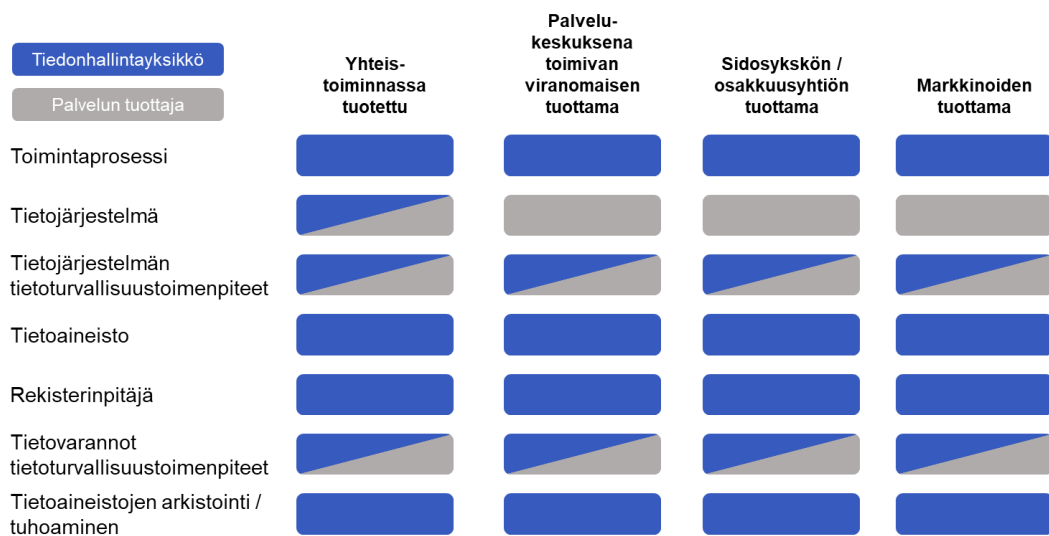 Tiedonhallintayksikkö
Palvelun tuottaja
Yhteis-
toiminnassa
tuotettu
Palvelu-
keskuksena
toimivan
viranomaisen
tuottama
Sidosykskön /
osakkuusyhtiön
tuottama
Markkinoiden
tuottama
Toimintaprosessi
Tietojärjestelmä
Tietojärjestelmän
tietoturvallisuustoimenpiteet
Tietoaineisto
Rekisterinpitäjä
Tietovarannot
tietoturvallisuustoimenpiteet
Tietoaineistojen arkistointi /
tuhoaminen